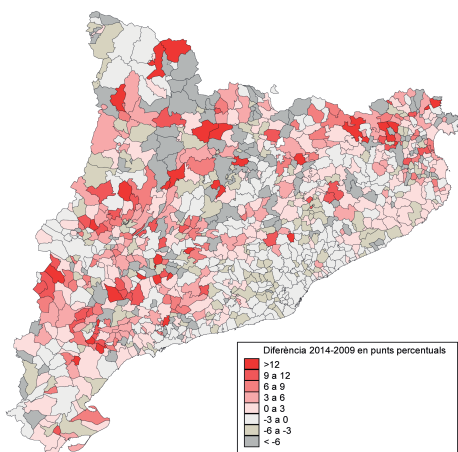 Diferència 2014-2009 en punts percentuals
>12
9 a 12
6 a 9
3 a 6
0 a 3
-3 a 0
-6 a -3
< -6